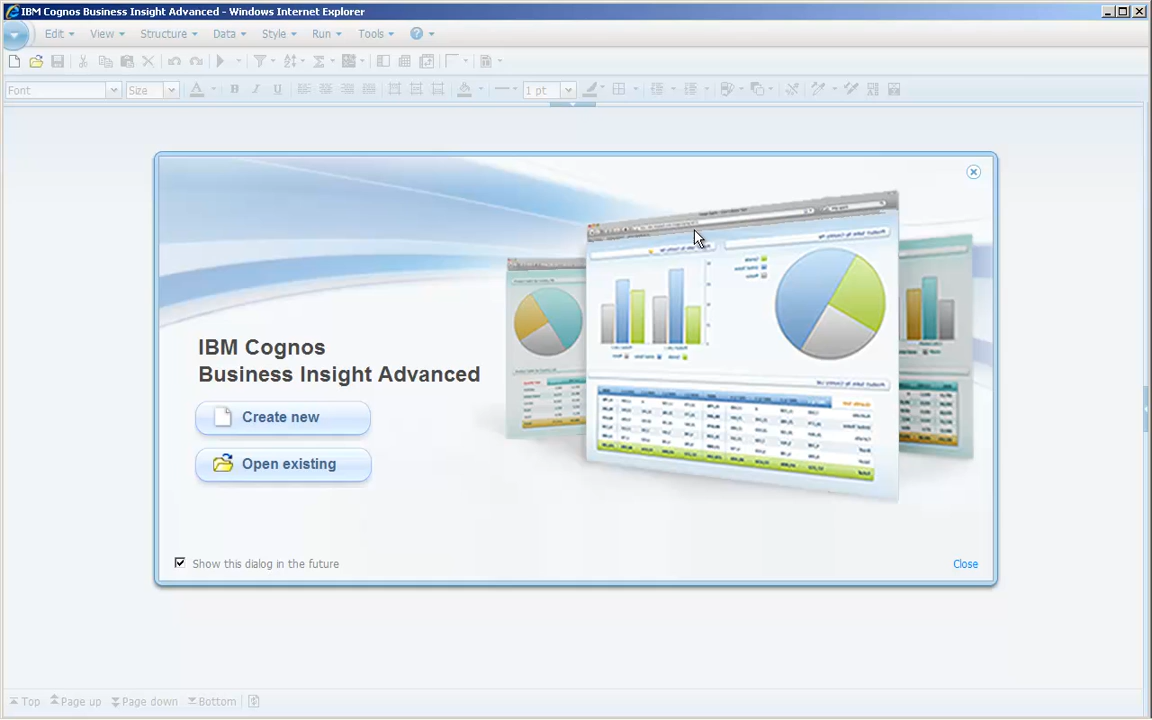 IBM Cognos Business Insight Advanced - Windows Internet Explorer
Edit View Structure Data Style Run Tools
Font Size 1 pt
IBM Cognos
Business Insight Advanced
Create new
Open existing
Show this dialog in the future Close
Top Page up Page down Bottom